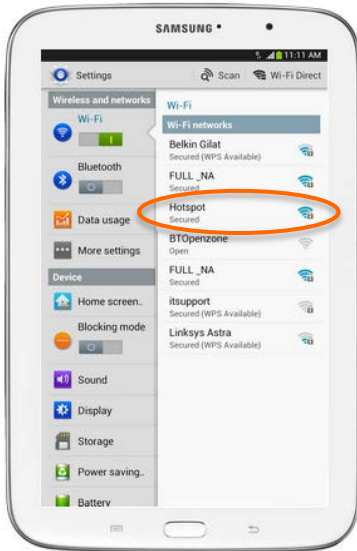 SAMSUNG
11:11 AM
Settings
Scan
Wi-Fi Direct
Wireless and networks
Wi-Fi
Bluetooth
Data usage
More settings
Device
Home screen..
Blocking mode
Sound
Display
Storage
Power saving..
Battery
Wi-Fi
Wi-Fi networks
Belkin Gilat
Secured (WPS Available)
FULL _NA
Secured
Hotspot
Secured
BTOpenzone
Open
FULL _NA
Secured
itsupport
Secured (WPS Available)
Linksys Astra
Secured (WPS Available)